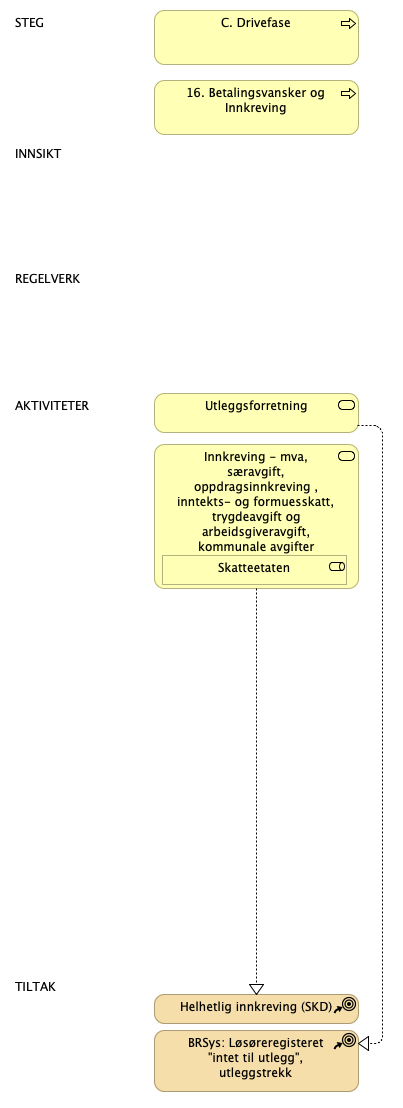 STEG
C. Drivefase
16. Betalingsvansker og
Innkreving
INNSIKT
REGELVERK
AKTIVITETER
Utleggsforretning
Innkreving - mva,
særavgift,
oppdragsinnkreving ,
inntekts- og formuesskatt,
trygdeavgift og
arbeidsgiveravgift,
kommunale avgifter
Skatteetaten
TILTAK
Helhetlig innkreving (SKD)
BRSys: Løsøreregisteret
"intet til utlegg",
utleggstrekk